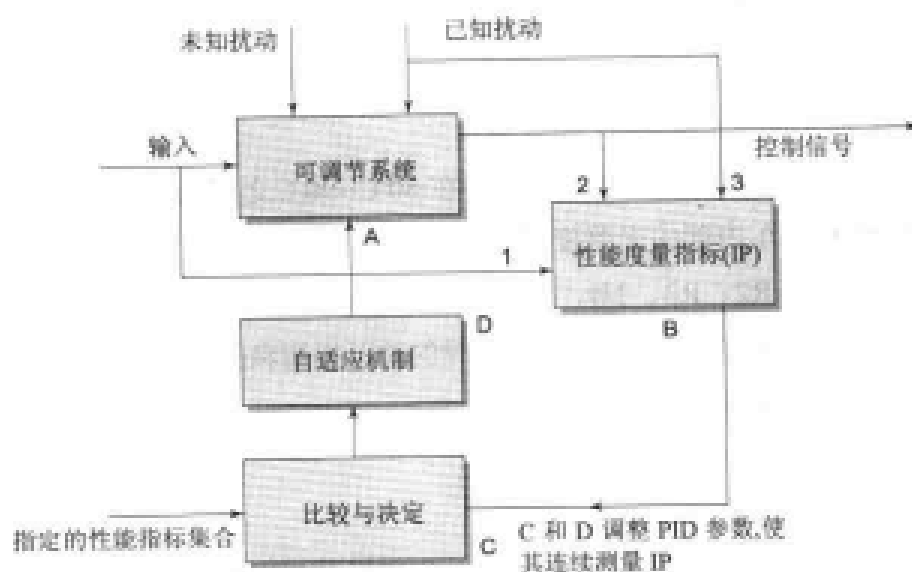 未知扰动
已知扰动
输入
可调节系统
控制信号
2
3
A
1
性能度量指标(IP)
D
B
自适应机制
比较与决定
指定的性能指标集合
C
C 和 D 调整 PID 参数,使
其连续测量 IP